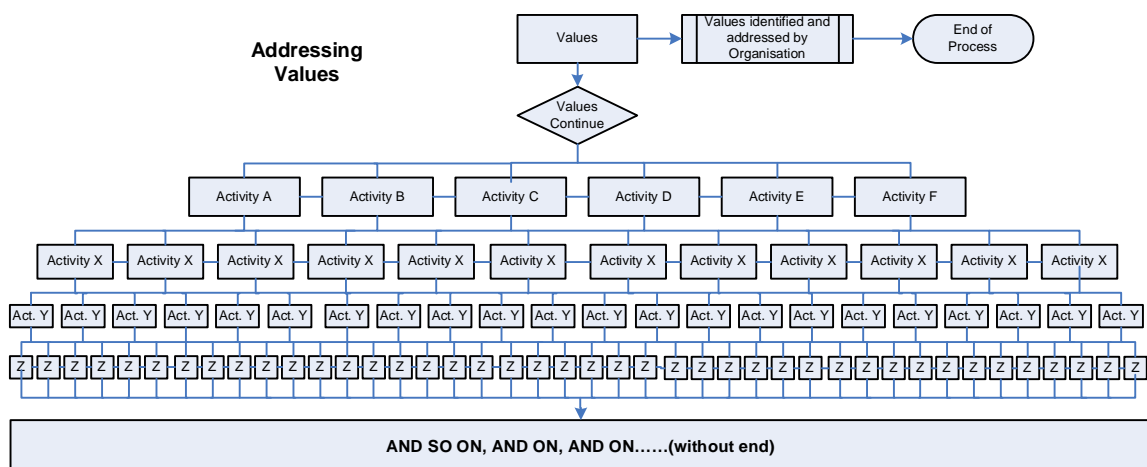 Addressing
Values
Values
Values identified and
addressed by
Organisation
End of
Process
Values
Continue
Activity A Activity B Activity C Activity D Activity E Activity F
Activity X Activity X Activity X Activity X Activity X Activity X Activity X Activity X Activity X Activity X Activity X Activity X
Act. Y Act. Y Act. Y Act. Y Act. Y Act. Y Act. Y Act. Y Act. Y Act. Y Act. Y Act. Y Act. Y Act. Y Act. Y Act. Y Act. Y Act. Y Act. Y Act. Y Act. Y Act. Y
Z Z Z Z Z Z Z Z Z Z Z Z Z Z Z Z Z Z Z Z Z Z Z Z Z Z Z Z Z Z Z Z Z Z Z Z Z Z Z Z Z Z
AND SO ON, AND ON, AND ON......(without end)